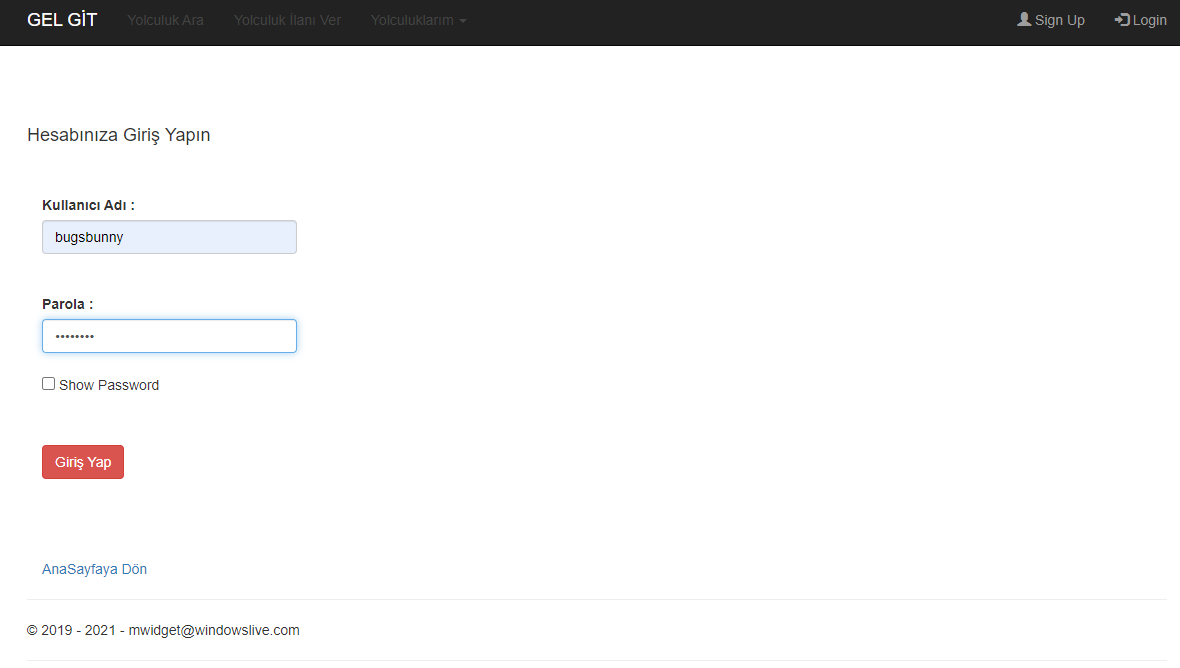 GEL GİT Yolculuk Ara Yolculuk İlanı Ver Yolculuklarım Sign Up Login
Hesabınıza Giriş Yapın
Kullanıcı Adı :
bugsbunny
Parola :
••••••••
Show Password
Giriş Yap
AnaSayfaya Dön
© 2019 - 2021 - mwidget@windowslive.com